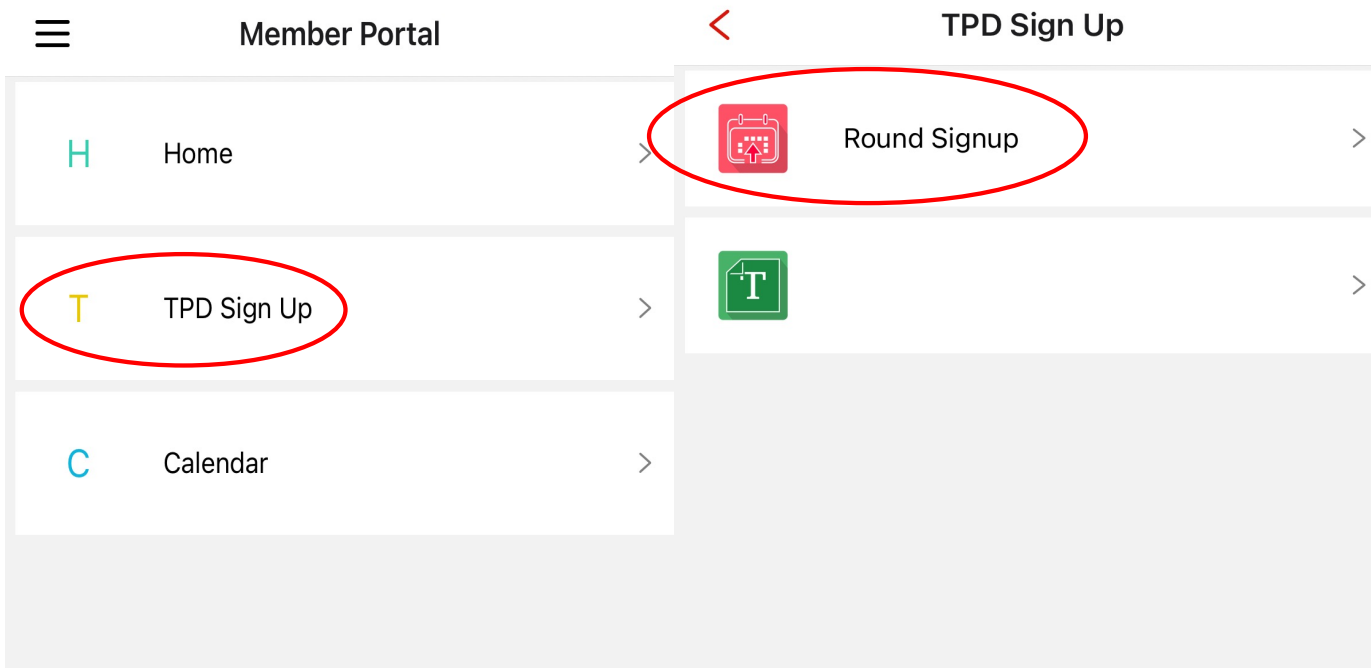 Member Portal
H Home
T TPD Sign Up
C Calendar
TPD Sign Up
Round Signup
T